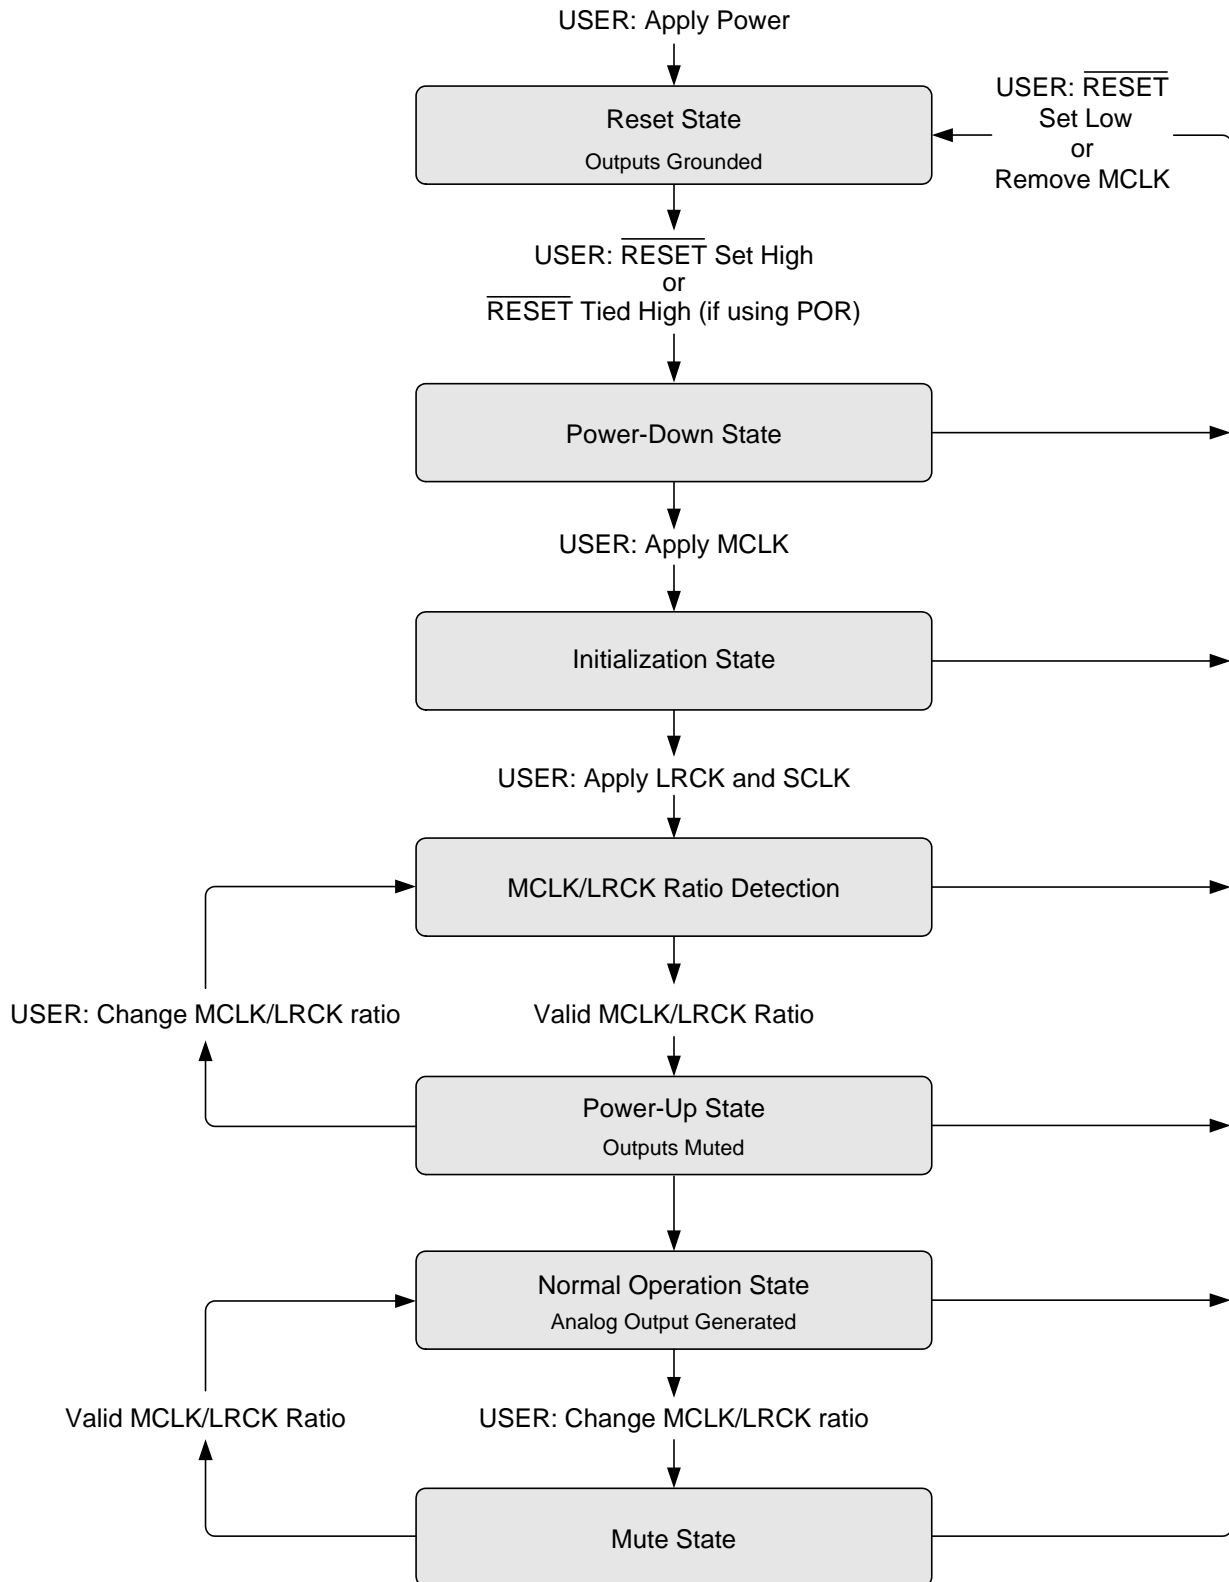 USER: Apply Power
Reset State
Outputs Grounded
USER: RESET
Set Low
or
Remove MCLK
USER: RESET Set High
or
RESET Tied High (if using POR)
Power-Down State
USER: Apply MCLK
Initialization State
USER: Apply LRCK and SCLK
MCLK/LRCK Ratio Detection
USER: Change MCLK/LRCK ratio
Valid MCLK/LRCK Ratio
Power-Up State
Outputs Muted
Normal Operation State
Analog Output Generated
Valid MCLK/LRCK Ratio
USER: Change MCLK/LRCK ratio
Mute State